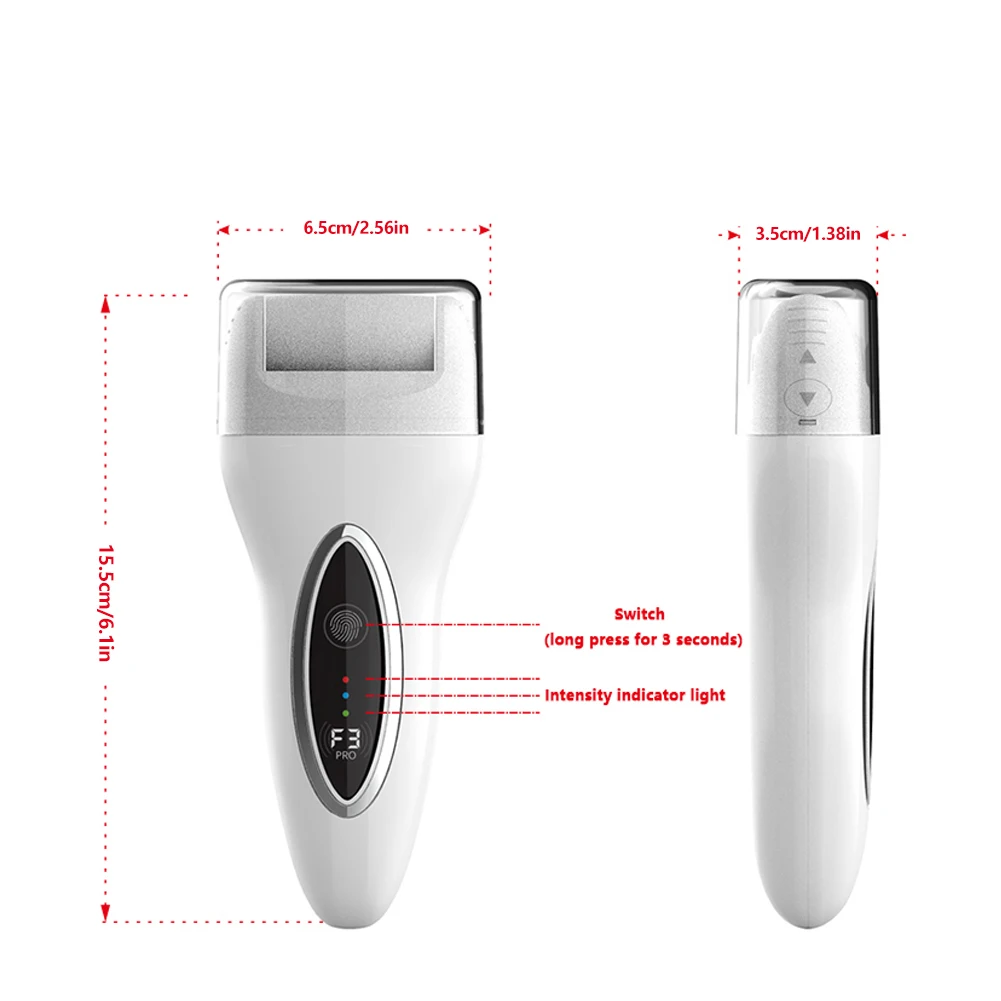 6.5cm/2.56in
3.5cm/1.38in
15.5cm/6.1in
Switch
(long press for 3 seconds)
Intensity indicator light
F3
PRO